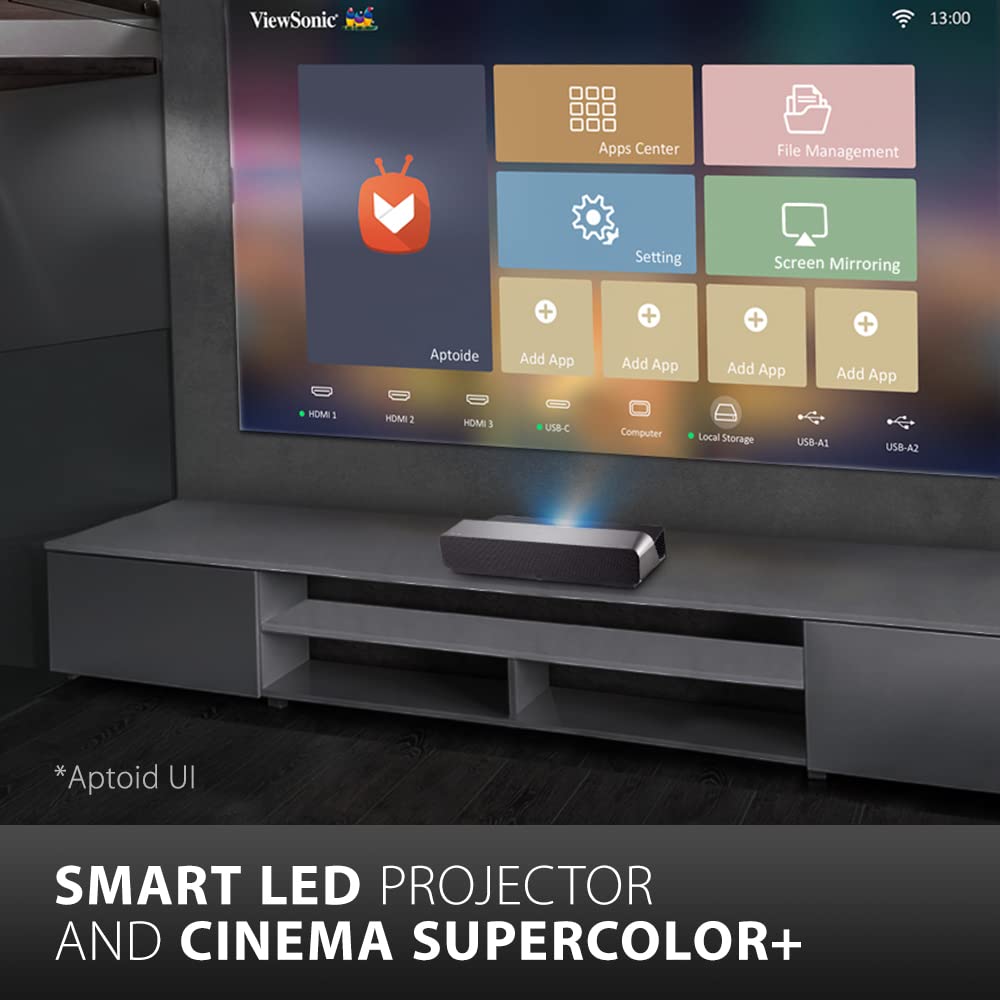 ViewSonic
13:00
Apps Center
File Management
Setting
Screen Mirroring
Aptoide
Add App
Add App
Add App
Add App
HDMI 1
HDMI 2
HDMI 3
USB-C
Computer
Local Storage
USB-A1
USB-A2
*Aptoid UI
SMART LED PROJECTOR
AND CINEMA SUPERCOLOR+